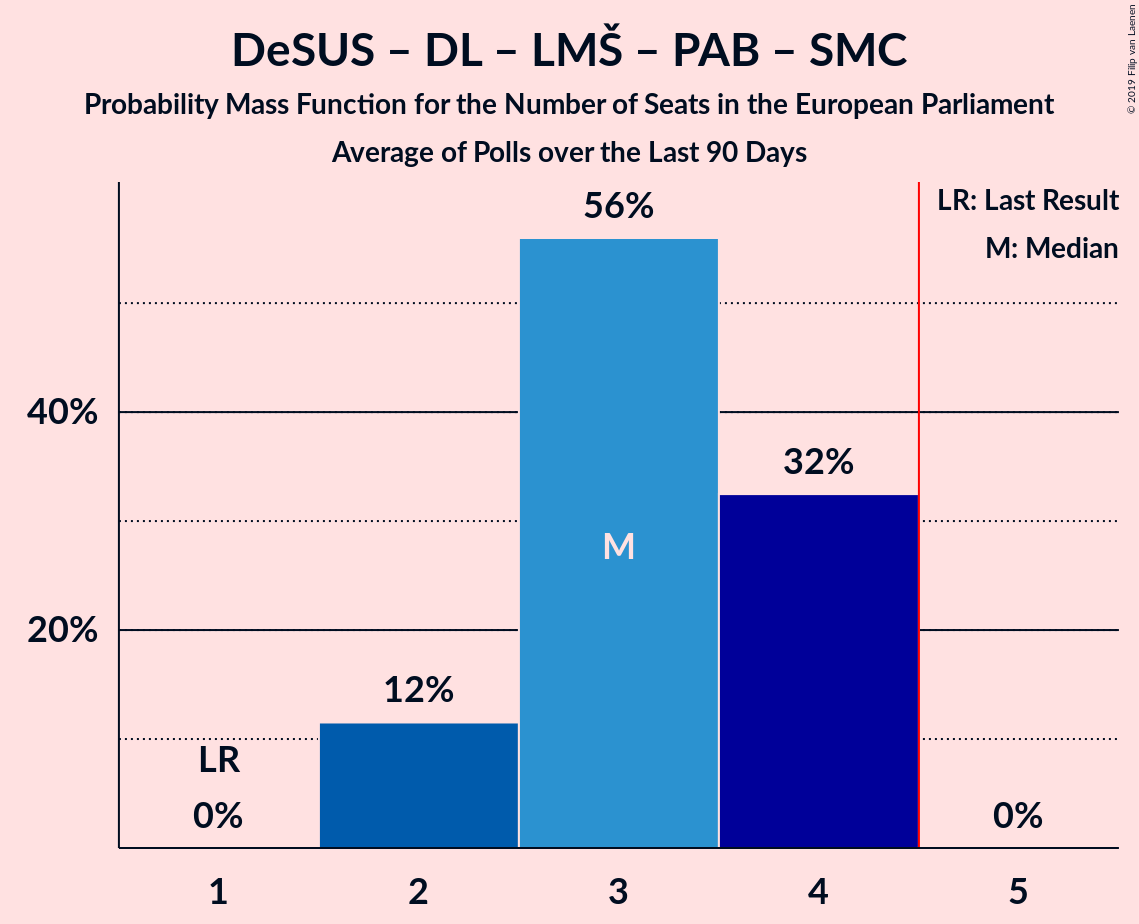 DeSUS – DL – LMŠ – PAB – SMC
Probability Mass Function for the Number of Seats in the European Parliament
Average of Polls over the Last 90 Days
© 2019 Filip van Laenen
LR: Last Result
M: Median
56%
40%
32%
M
20%
12%
LR
0%
0%
1
2
3
4
5